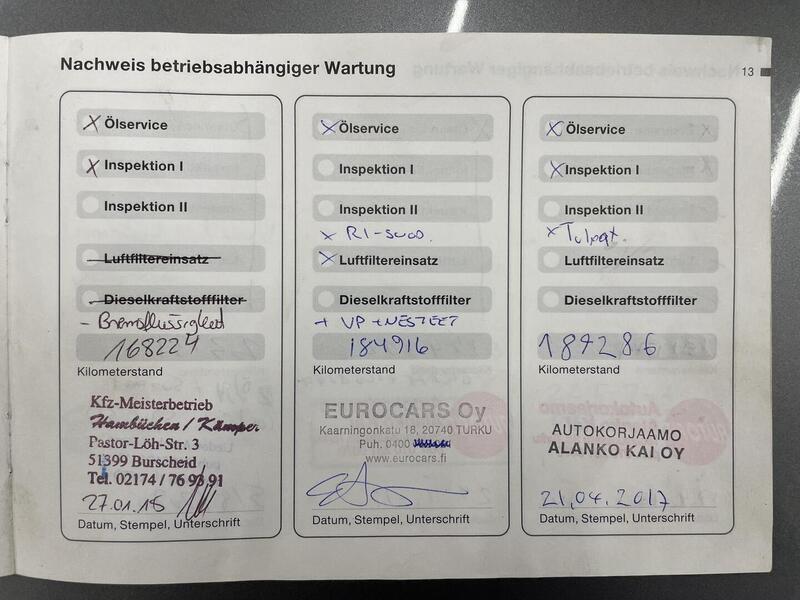 Nachweis betriebsabhängiger Wartung
13
X Ölservice
X Inspektion I
Inspektion II
Luftfiltereinsatz
Dieselkraftstofffilter
- Bremsflüssigkeit
168224
Kilometerstand
Kfz-Meisterbetrieb
Hambüchen / Kämper
Pastor-Löh-Str. 3
51399 Burscheid
Tel. 02174 / 76 93 91
27.01.15
Datum, Stempel, Unterschrift
X Ölservice
Inspektion I
Inspektion II
x RI-suod.
X Luftfiltereinsatz
Dieselkraftstofffilter
+ VP + NESTEET
184916
Kilometerstand
EUROCARS Oy
Kaarningonkatu 18, 20740 TURKU
Puh. 0400
www.eurocars.fi
Datum, Stempel, Unterschrift
X Ölservice
X Inspektion I
Inspektion II
x Tulpat.
Luftfiltereinsatz
Dieselkraftstofffilter
187286
Kilometerstand
AUTOKORJAAMO
ALANKO KAI OY
21.04.2017
Datum, Stempel, Unterschrift